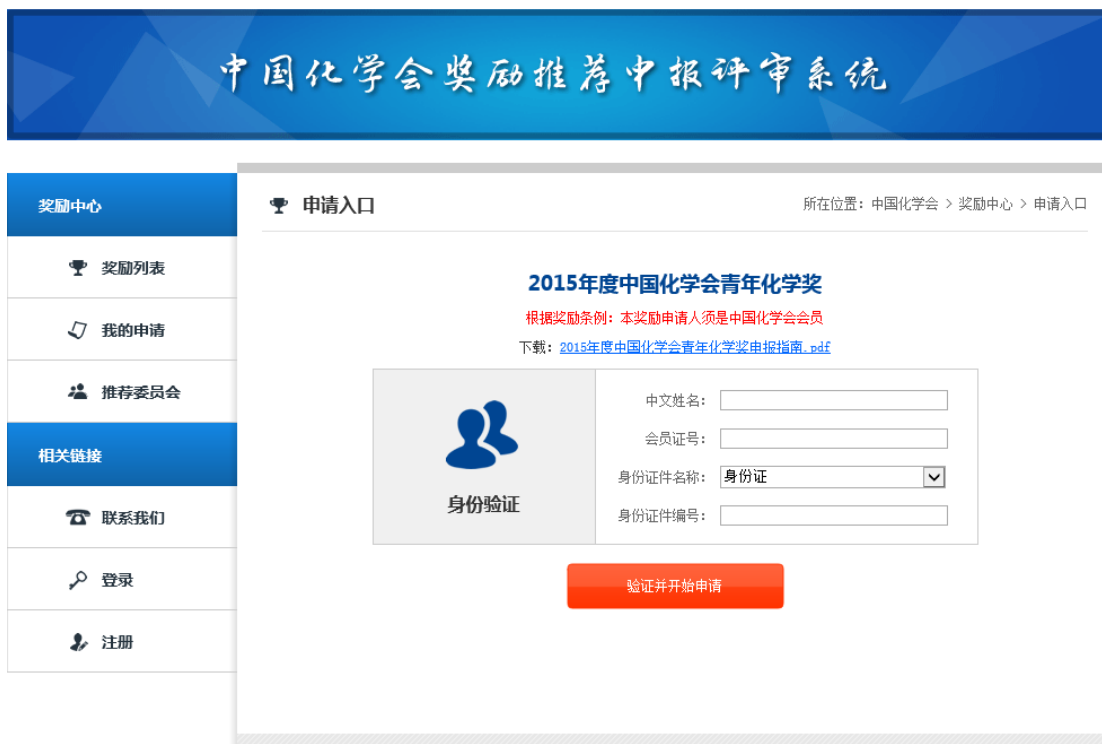 中国化学会奖励推荐申报评审系统
奖励中心
奖励列表
我的申请
推荐委员会
相关链接
联系我们
登录
注册
申请入口
所在位置：中国化学会 > 奖励中心 > 申请入口
2015年度中国化学会青年化学奖
根据奖励条例：本奖励申请人须是中国化学会会员
下载：2015年度中国化学会青年化学奖申报指南.pdf
身份验证
中文姓名：
会员证号：
身份证件名称：身份证
身份证件编号：
验证并开始申请